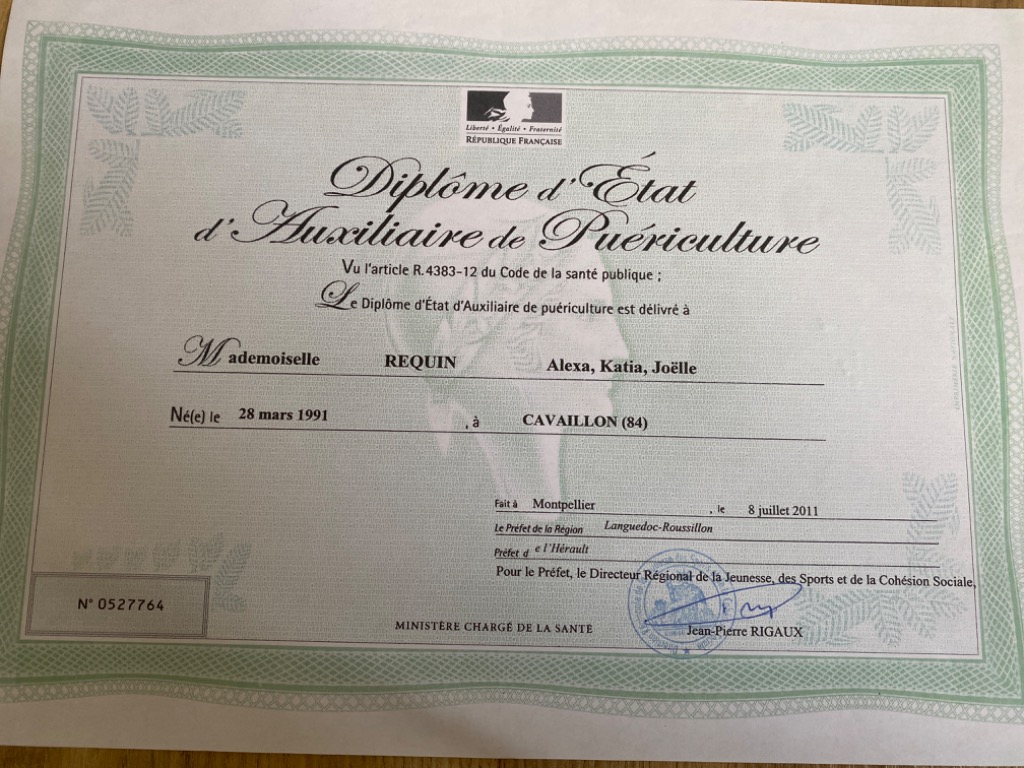 Liberté • Égalité • Fraternité
RÉPUBLIQUE FRANÇAISE
Diplôme d'État
d'Auxiliaire de Puériculture
Vu l'article R.4383-12 du Code de la santé publique ;
Le Diplôme d'État d'Auxiliaire de puériculture est délivré à
Mademoiselle REQUIN Alexa, Katia, Joëlle
Né(e) le 28 mars 1991 , à CAVAILLON (84)
Fait à Montpellier , le 8 juillet 2011
Le Préfet de la Région Languedoc-Roussillon
Préfet d e l'Hérault
Pour le Préfet, le Directeur Régional de la Jeunesse, des Sports et de la Cohésion Sociale,
N° 0527764
MINISTÈRE CHARGÉ DE LA SANTÉ
Jean-Pierre RIGAUX